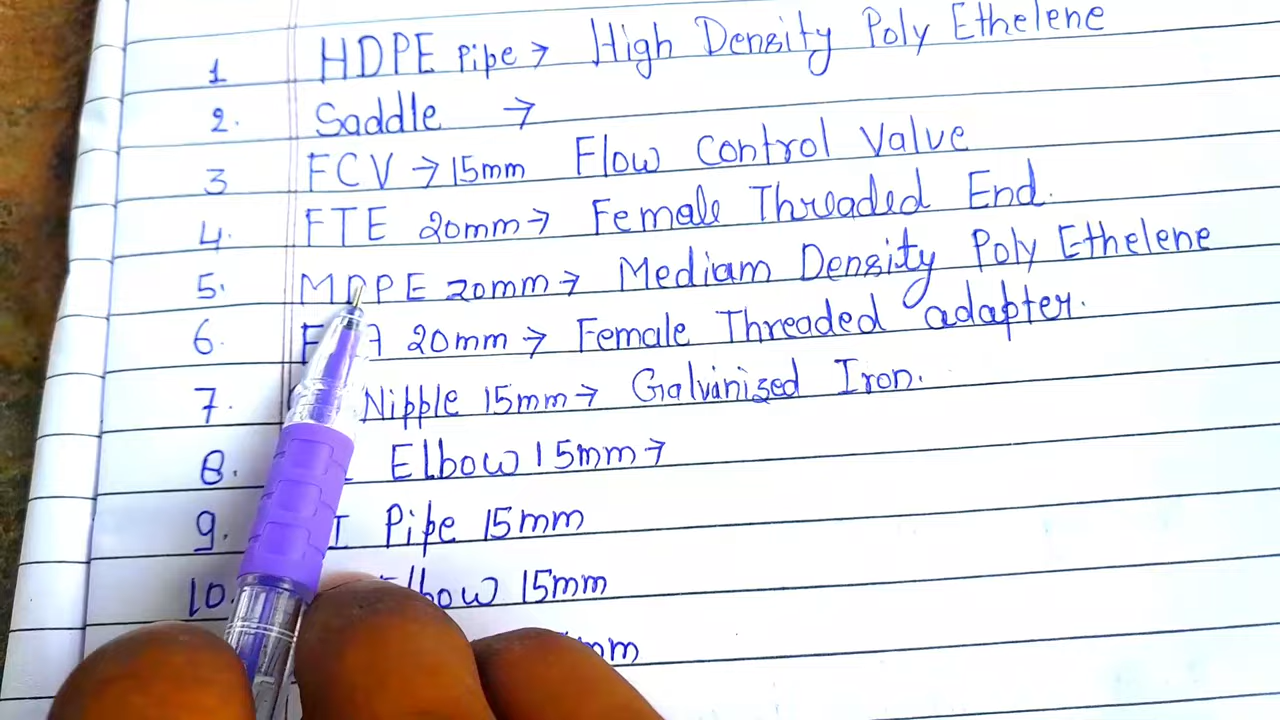 1 HDPE Pipe → High Density Poly Ethelene
2. Saddle →
3 FCV → 15mm Flow Control Valve
4. FTE 20mm → Female Threaded End.
5. MDPE 20mm → Mediam Density Poly Ethelene
6. 20mm → Female Threaded adapter.
7. Nipple 15mm → Galvanised Iron.
8. Elbow 15mm →
9. Pipe 15mm
10. 15mm